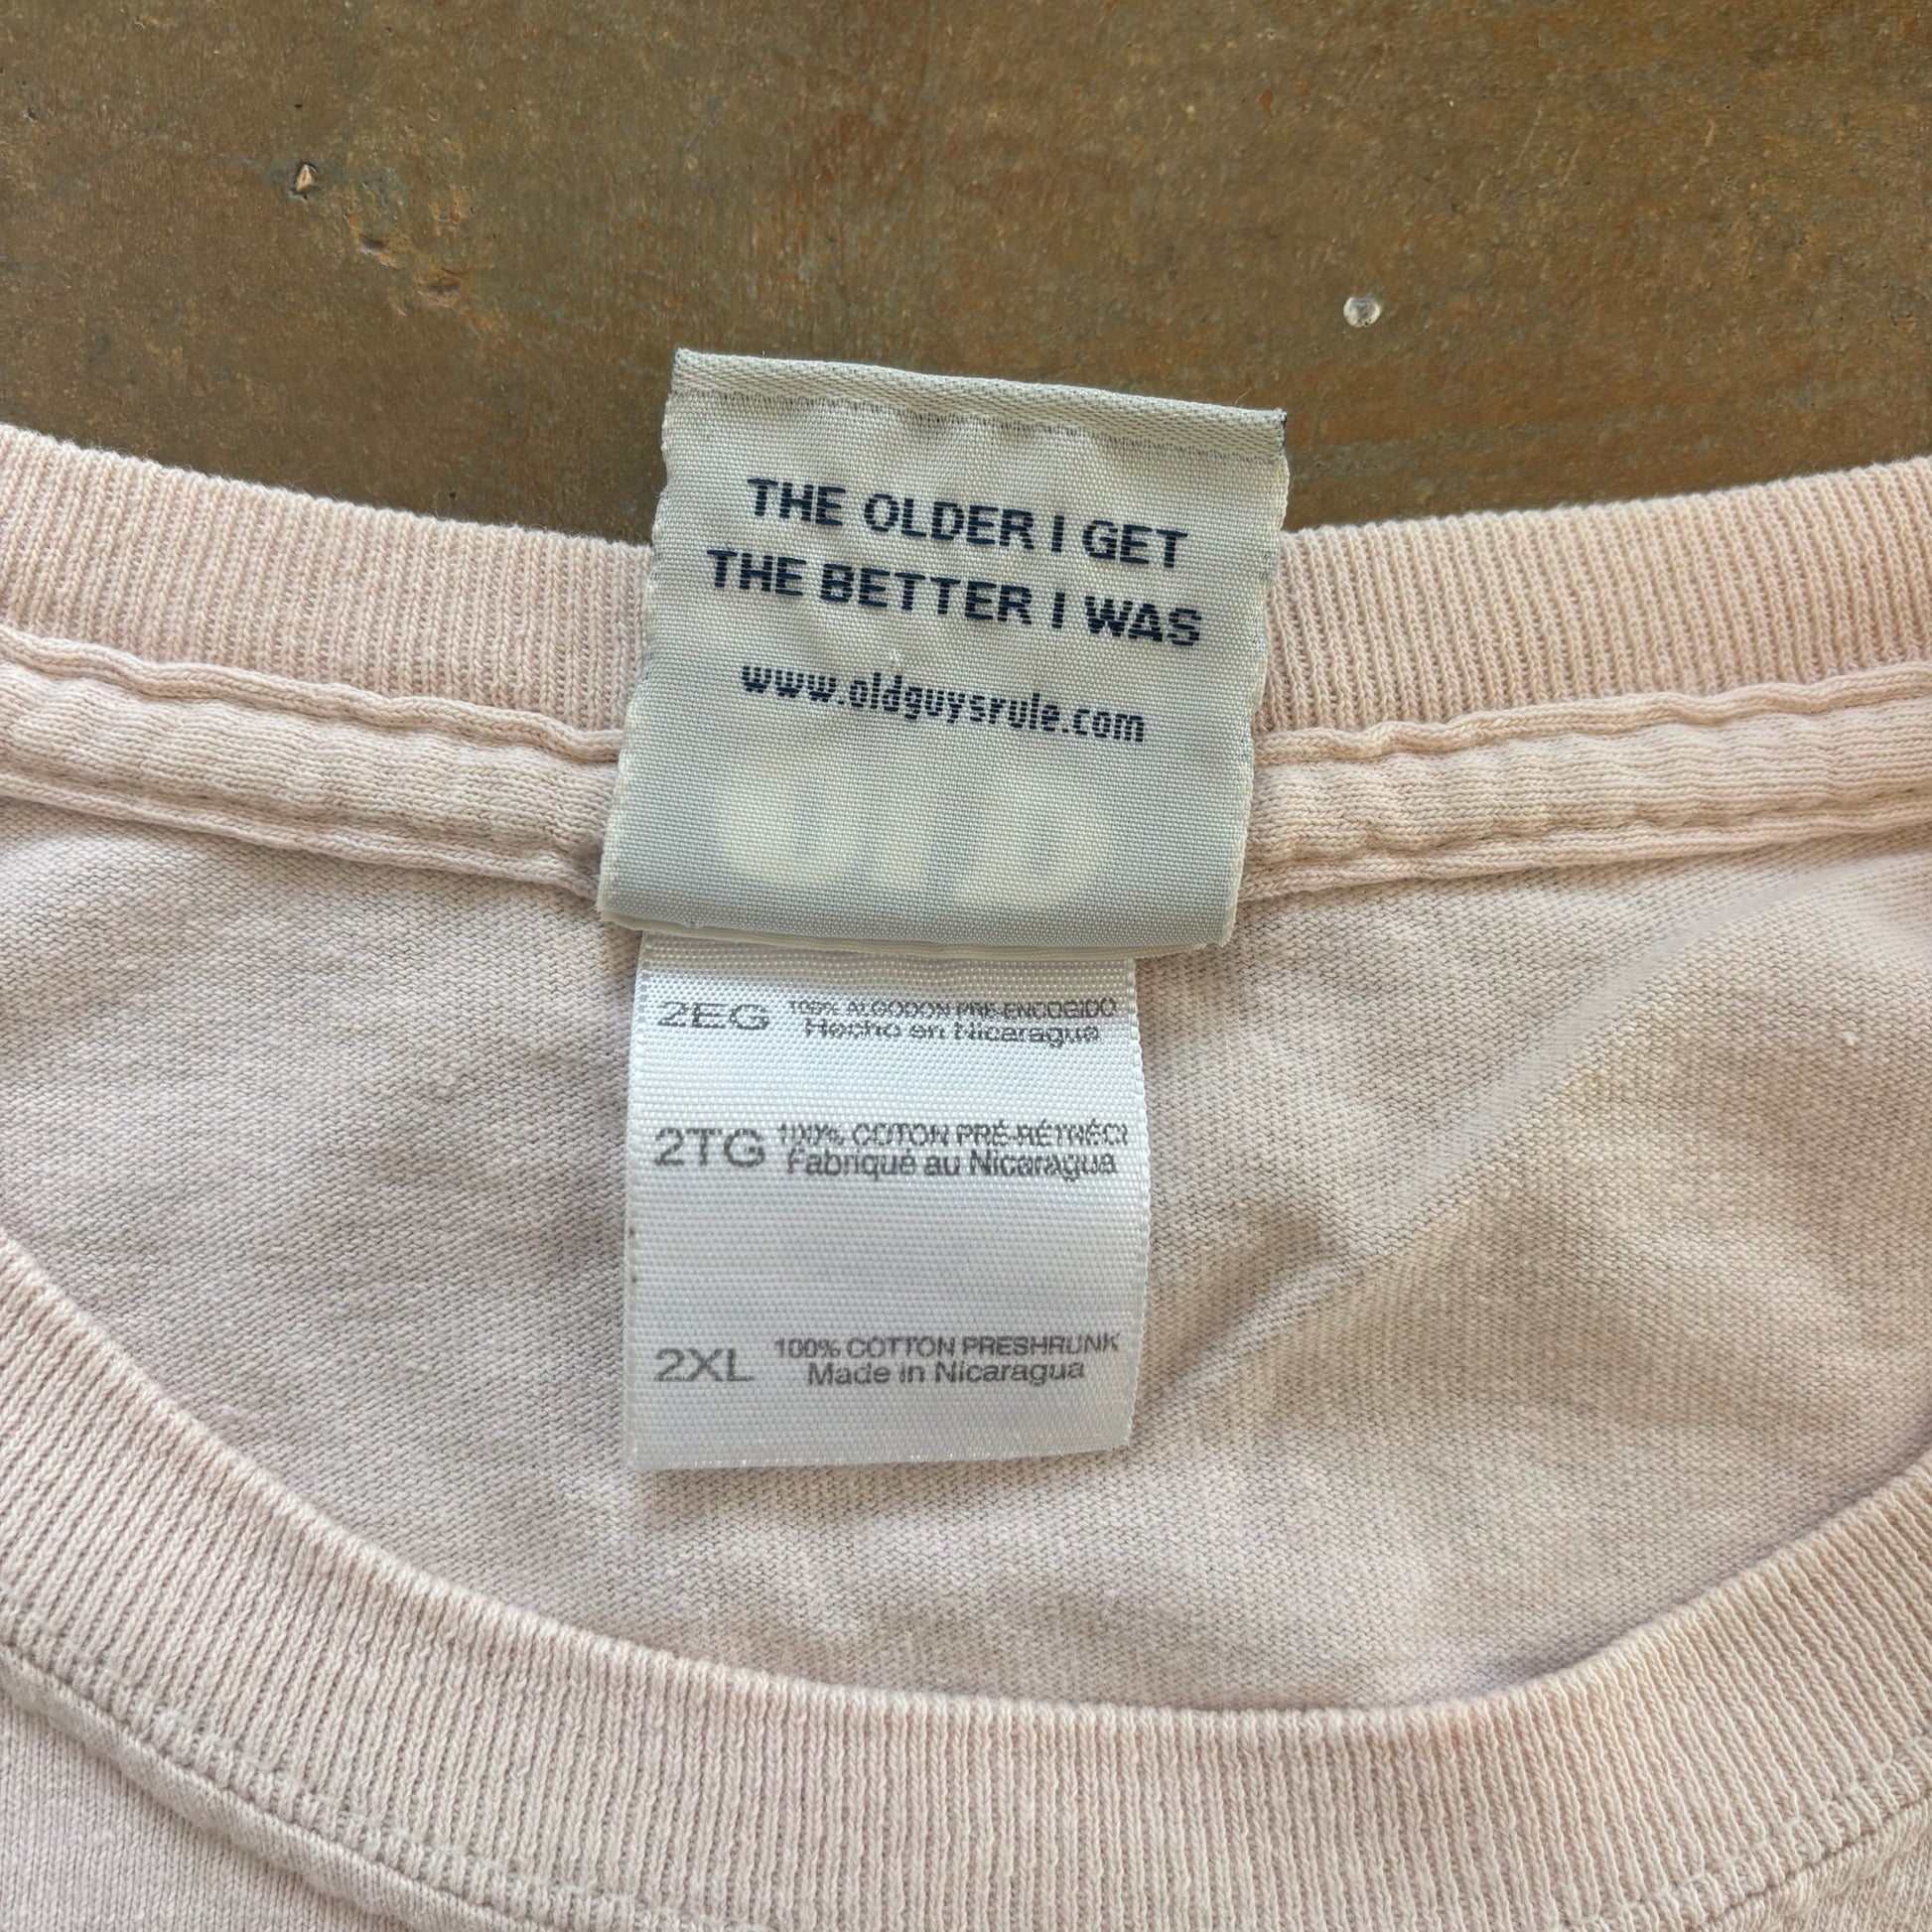 THE OLDER I GET
THE BETTER I WAS
www.oldguysrule.com
2EG 100% ALGODON PRE-ENCOGIDO
Hecho en Nicaragua
2TG 100% COTON PRÉ-RÉTRÉCI
Fabriqué au Nicaragua
2XL 100% COTTON PRESHRUNK
Made in Nicaragua